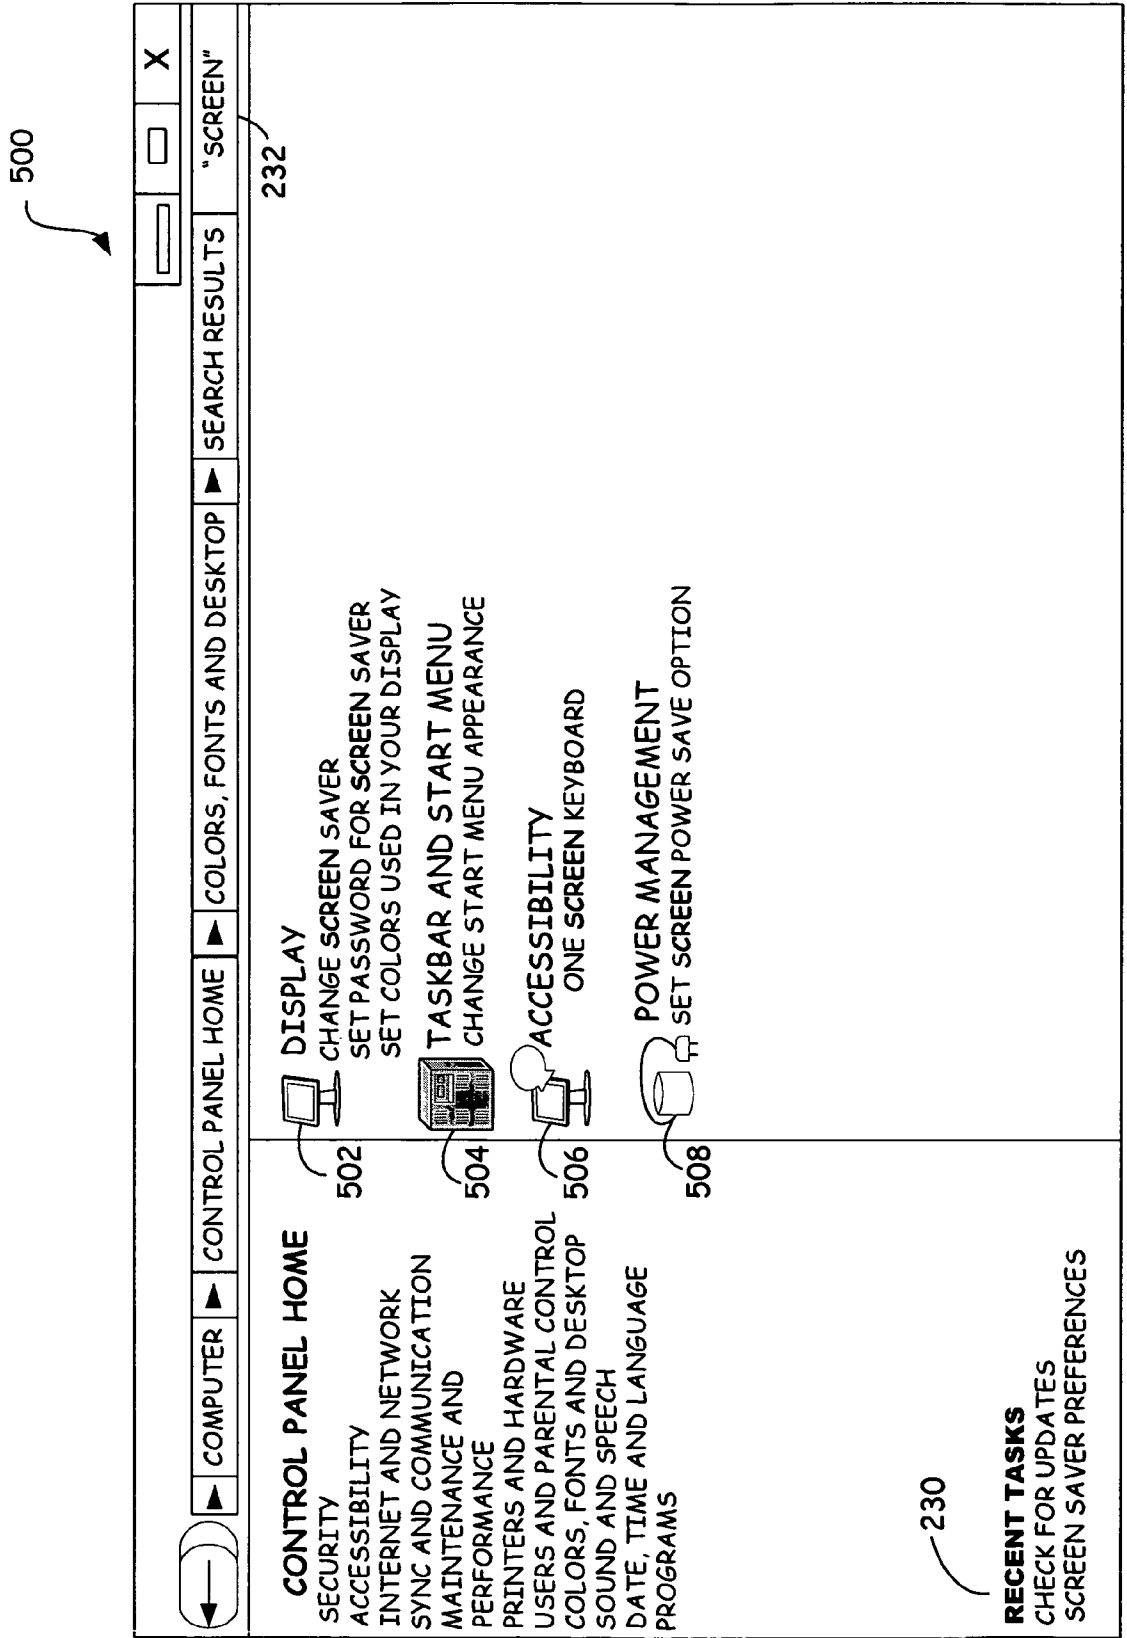 500
X
COMPUTER
CONTROL PANEL HOME
COLORS, FONTS AND DESKTOP
SEARCH RESULTS
"SCREEN"
232
CONTROL PANEL HOME
SECURITY
ACCESSIBILITY
INTERNET AND NETWORK
SYNC AND COMMUNICATION
MAINTENANCE AND
PERFORMANCE
PRINTERS AND HARDWARE
USERS AND PARENTAL CONTROL
COLORS, FONTS AND DESKTOP
SOUND AND SPEECH
DATE, TIME AND LANGUAGE
PROGRAMS
230
RECENT TASKS
CHECK FOR UPDATES
SCREEN SAVER PREFERENCES
DISPLAY
CHANGE SCREEN SAVER
502
SET PASSWORD FOR SCREEN SAVER
SET COLORS USED IN YOUR DISPLAY
TASKBAR AND START MENU
504
CHANGE START MENU APPEARANCE
ACCESSIBILITY
506
ONE SCREEN KEYBOARD
POWER MANAGEMENT
SET SCREEN POWER SAVE OPTION
508